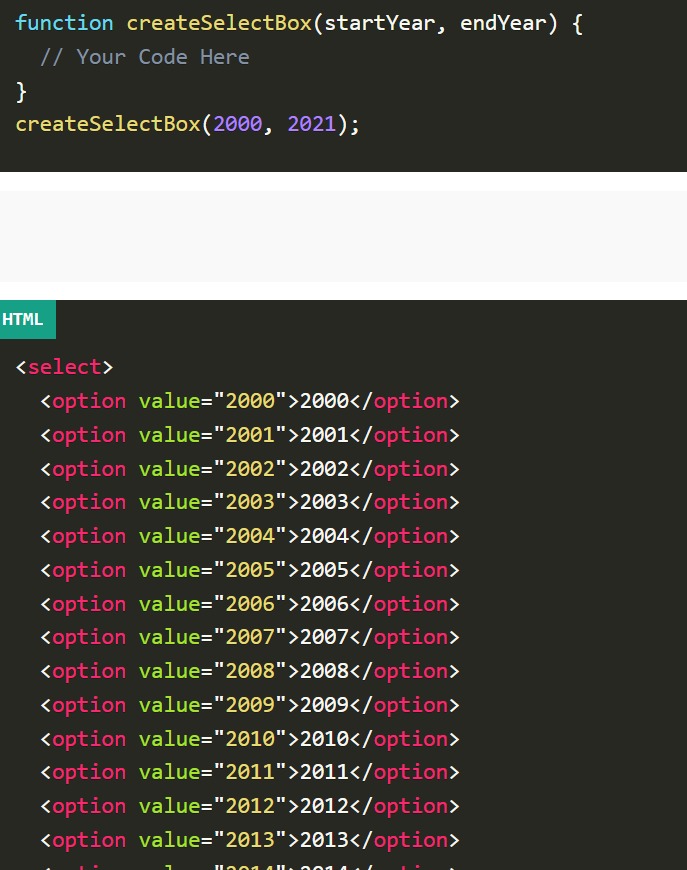 function createSelectBox(startYear, endYear) {
  // Your Code Here
}
createSelectBox(2000, 2021);
HTML
<select>
  <option value="2000">2000</option>
  <option value="2001">2001</option>
  <option value="2002">2002</option>
  <option value="2003">2003</option>
  <option value="2004">2004</option>
  <option value="2005">2005</option>
  <option value="2006">2006</option>
  <option value="2007">2007</option>
  <option value="2008">2008</option>
  <option value="2009">2009</option>
  <option value="2010">2010</option>
  <option value="2011">2011</option>
  <option value="2012">2012</option>
  <option value="2013">2013</option>